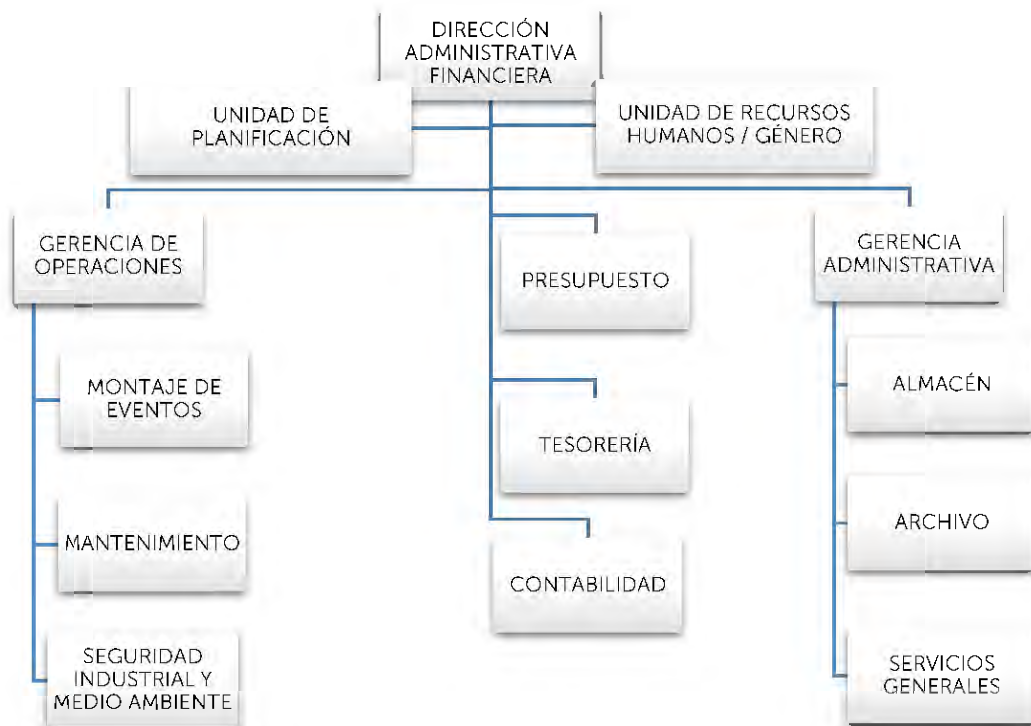 DIRECCIÓN
ADMINISTRATIVA
FINANCIERA
UNIDAD DE
PLANIFICACIÓN
UNIDAD DE RECURSOS
HUMANOS / GÉNERO
GERENCIA DE
OPERACIONES
PRESUPUESTO
GERENCIA
ADMINISTRATIVA
MONTAJE DE
EVENTOS
TESORERÍA
ALMACÉN
MANTENIMIENTO
CONTABILIDAD
ARCHIVO
SEGURIDAD
INDUSTRIAL Y
MEDIO AMBIENTE
SERVICIOS
GENERALES